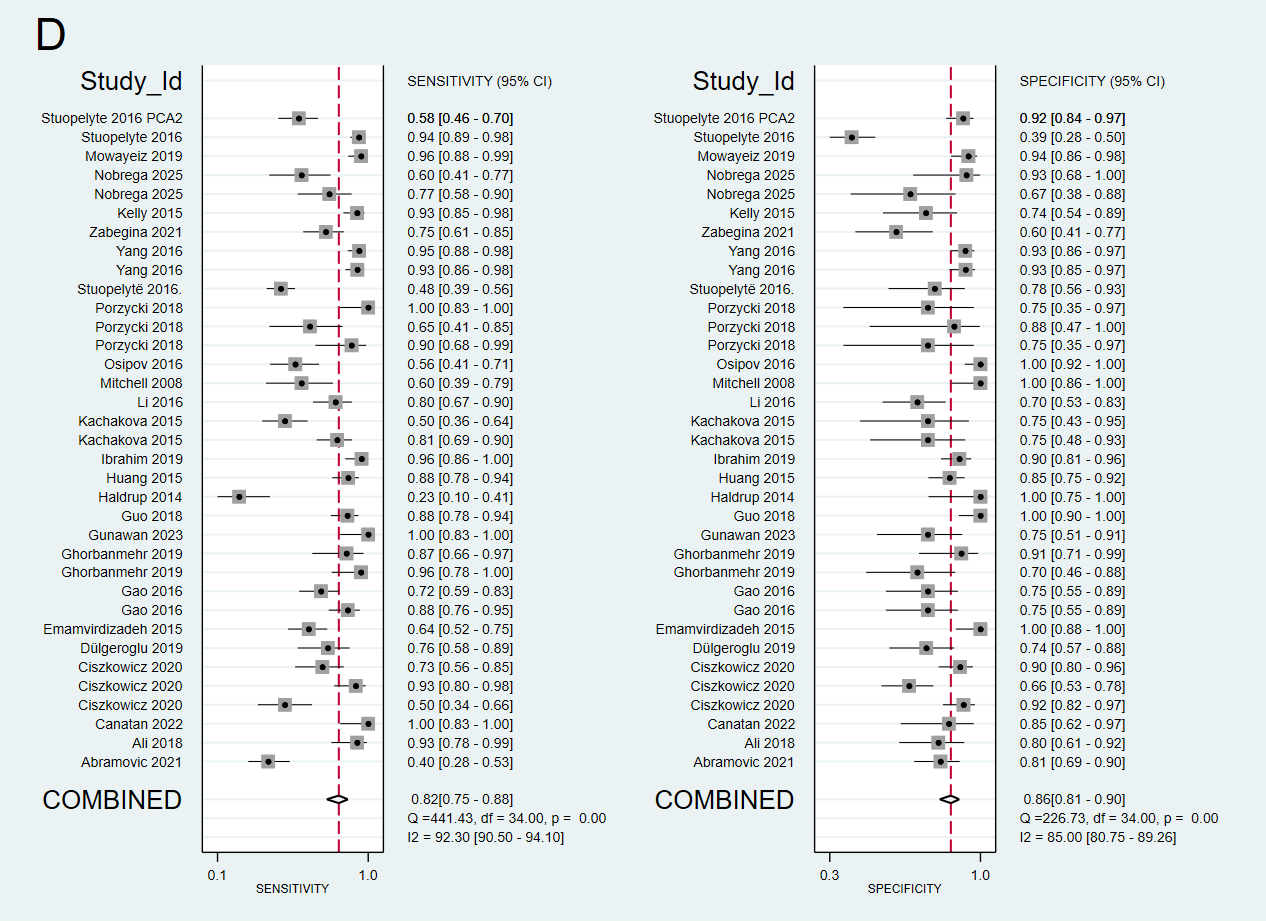 D
Study_Id SENSITIVITY (95% CI) Study_Id SPECIFICITY (95% CI)
Stuopelyte 2016 PCA2 0.58 [0.46 - 0.70] Stuopelyte 2016 PCA2 0.92 [0.84 - 0.97]
Stuopelyte 2016 0.94 [0.89 - 0.98] Stuopelyte 2016 0.39 [0.28 - 0.50]
Mowayeiz 2019 0.96 [0.88 - 0.99] Mowayeiz 2019 0.94 [0.86 - 0.98]
Nobrega 2025 0.60 [0.41 - 0.77] Nobrega 2025 0.93 [0.68 - 1.00]
Nobrega 2025 0.77 [0.58 - 0.90] Nobrega 2025 0.67 [0.38 - 0.88]
Kelly 2015 0.93 [0.85 - 0.98] Kelly 2015 0.74 [0.54 - 0.89]
Zabegina 2021 0.75 [0.61 - 0.85] Zabegina 2021 0.60 [0.41 - 0.77]
Yang 2016 0.95 [0.88 - 0.98] Yang 2016 0.93 [0.86 - 0.97]
Yang 2016 0.93 [0.86 - 0.98] Yang 2016 0.93 [0.85 - 0.97]
Stuopelytė 2016. 0.48 [0.39 - 0.56] Stuopelytė 2016. 0.78 [0.56 - 0.93]
Porzycki 2018 1.00 [0.83 - 1.00] Porzycki 2018 0.75 [0.35 - 0.97]
Porzycki 2018 0.65 [0.41 - 0.85] Porzycki 2018 0.88 [0.47 - 1.00]
Porzycki 2018 0.90 [0.68 - 0.99] Porzycki 2018 0.75 [0.35 - 0.97]
Osipov 2016 0.56 [0.41 - 0.71] Osipov 2016 1.00 [0.92 - 1.00]
Mitchell 2008 0.60 [0.39 - 0.79] Mitchell 2008 1.00 [0.86 - 1.00]
Li 2016 0.80 [0.67 - 0.90] Li 2016 0.70 [0.53 - 0.83]
Kachakova 2015 0.50 [0.36 - 0.64] Kachakova 2015 0.75 [0.43 - 0.95]
Kachakova 2015 0.81 [0.69 - 0.90] Kachakova 2015 0.75 [0.48 - 0.93]
Ibrahim 2019 0.96 [0.86 - 1.00] Ibrahim 2019 0.90 [0.81 - 0.96]
Huang 2015 0.88 [0.78 - 0.94] Huang 2015 0.85 [0.75 - 0.92]
Haldrup 2014 0.23 [0.10 - 0.41] Haldrup 2014 1.00 [0.75 - 1.00]
Guo 2018 0.88 [0.78 - 0.94] Guo 2018 1.00 [0.90 - 1.00]
Gunawan 2023 1.00 [0.83 - 1.00] Gunawan 2023 0.75 [0.51 - 0.91]
Ghorbanmehr 2019 0.87 [0.66 - 0.97] Ghorbanmehr 2019 0.91 [0.71 - 0.99]
Ghorbanmehr 2019 0.96 [0.78 - 1.00] Ghorbanmehr 2019 0.70 [0.46 - 0.88]
Gao 2016 0.72 [0.59 - 0.83] Gao 2016 0.75 [0.55 - 0.89]
Gao 2016 0.88 [0.76 - 0.95] Gao 2016 0.75 [0.55 - 0.89]
Emamvirdizadeh 2015 0.64 [0.52 - 0.75] Emamvirdizadeh 2015 1.00 [0.88 - 1.00]
Dülgeroglu 2019 0.76 [0.58 - 0.89] Dülgeroglu 2019 0.74 [0.57 - 0.88]
Ciszkowicz 2020 0.73 [0.56 - 0.85] Ciszkowicz 2020 0.90 [0.80 - 0.96]
Ciszkowicz 2020 0.93 [0.80 - 0.98] Ciszkowicz 2020 0.66 [0.53 - 0.78]
Ciszkowicz 2020 0.50 [0.34 - 0.66] Ciszkowicz 2020 0.92 [0.82 - 0.97]
Canatan 2022 1.00 [0.83 - 1.00] Canatan 2022 0.85 [0.62 - 0.97]
Ali 2018 0.93 [0.78 - 0.99] Ali 2018 0.80 [0.61 - 0.92]
Abramovic 2021 0.40 [0.28 - 0.53] Abramovic 2021 0.81 [0.69 - 0.90]
COMBINED 0.82[0.75 - 0.88] COMBINED 0.86[0.81 - 0.90]
Q =441.43, df = 34.00, p = 0.00 Q =226.73, df = 34.00, p = 0.00
I2 = 92.30 [90.50 - 94.10] I2 = 85.00 [80.75 - 89.26]
0.1 1.0 0.3 1.0
SENSITIVITY SPECIFICITY